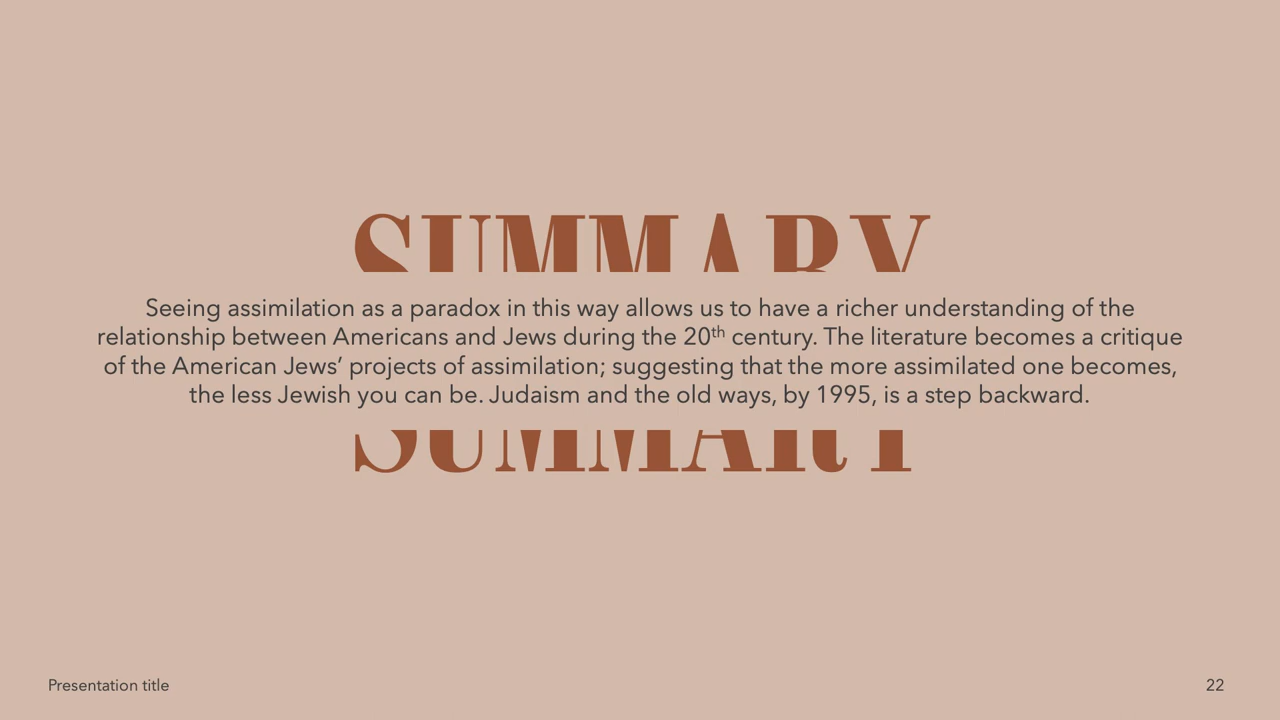 SUMMARY
Seeing assimilation as a paradox in this way allows us to have a richer understanding of the
relationship between Americans and Jews during the 20th century. The literature becomes a critique
of the American Jews’ projects of assimilation; suggesting that the more assimilated one becomes,
the less Jewish you can be. Judaism and the old ways, by 1995, is a step backward.
SUMMARY
Presentation title
22